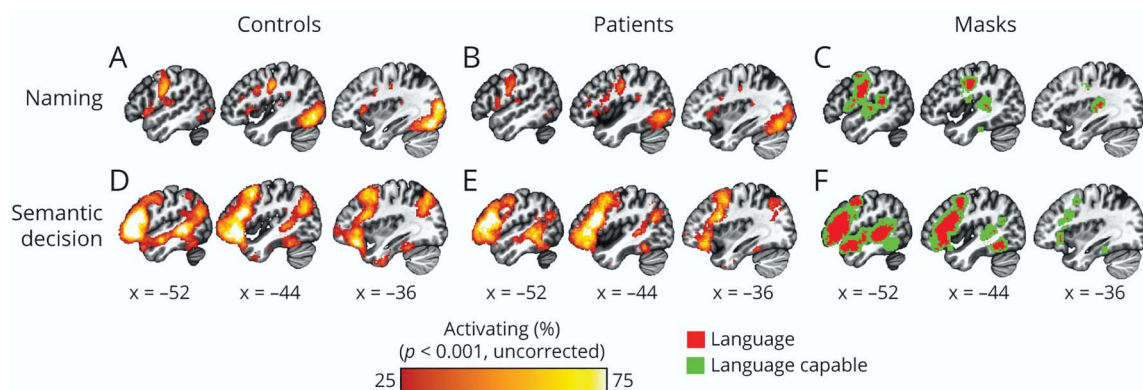 Controls Patients Masks
A B C
Naming
D E F
Semantic
decision
x = –52 x = –44 x = –36 x = –52 x = –44 x = –36 x = –52 x = –44 x = –36
Activating (%)
(p < 0.001, uncorrected)
25 75
Language
Language capable